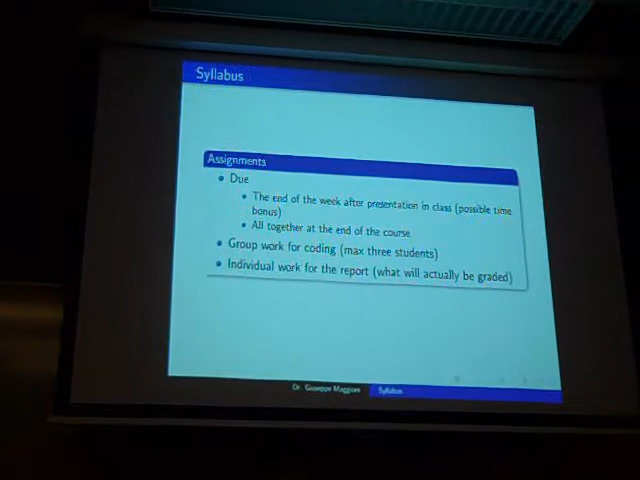 Syllabus
Assignments
Due
The end of the week after presentation in class (possible time
bonus)
All together at the end of the course
Group work for coding (max three students)
Individual work for the report (what will actually be graded)
Dr. Giuseppe Maggiore
Syllabus